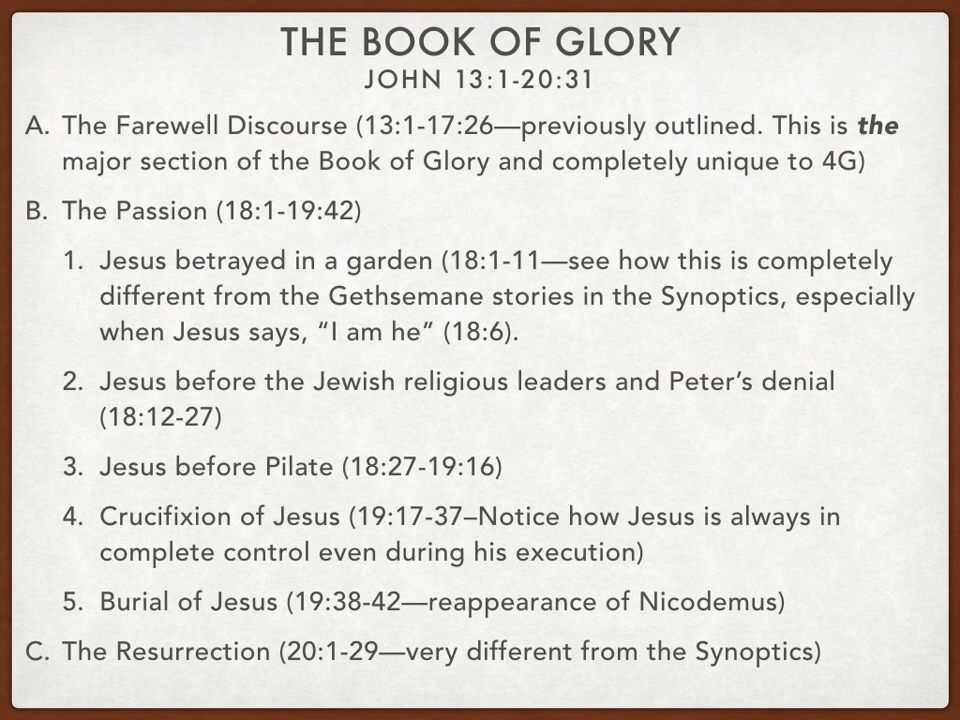 THE BOOK OF GLORY
JOHN 13:1-20:31
A. The Farewell Discourse (13:1-17:26—previously outlined. This is the
major section of the Book of Glory and completely unique to 4G)
B. The Passion (18:1-19:42)
1. Jesus betrayed in a garden (18:1-11—see how this is completely
different from the Gethsemane stories in the Synoptics, especially
when Jesus says, “I am he” (18:6).
2. Jesus before the Jewish religious leaders and Peter’s denial
(18:12-27)
3. Jesus before Pilate (18:27-19:16)
4. Crucifixion of Jesus (19:17-37–Notice how Jesus is always in
complete control even during his execution)
5. Burial of Jesus (19:38-42—reappearance of Nicodemus)
C. The Resurrection (20:1-29—very different from the Synoptics)